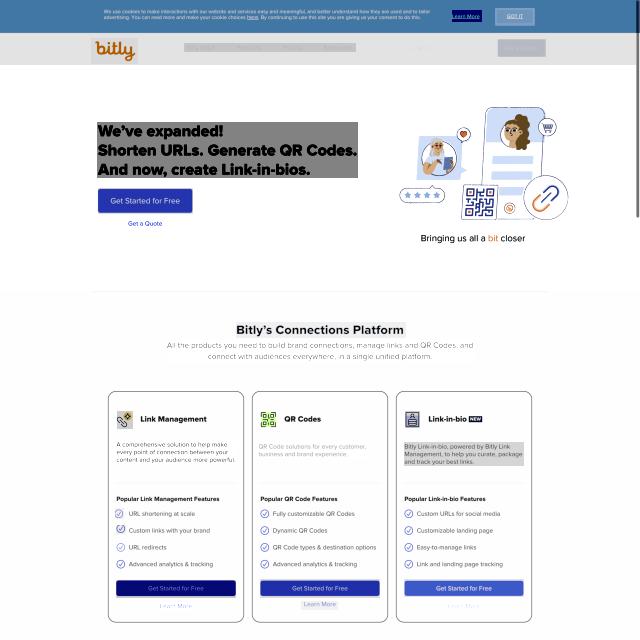 We use cookies to make interactions with our website and services easy and meaningful, and better understand how they are used and to tailor
advertising. You can read more and make your cookie choices here. By continuing to use this site you are giving us your consent to do this.
Learn More
GOT IT
bitly
We've expanded!
Shorten URLs. Generate QR Codes.
And now, create Link-in-bios.
Get Started for Free
Get a Quote
Bringing us all a bit closer
Bitly's Connections Platform
All the products you need to build brand connections, manage links and QR Codes, and
connect with audiences everywhere, in a single unified platform.
Link Management
A comprehensive solution to help make
every point of connection between your
content and your audience more powerful.
Popular Link Management Features
URL shortening at scale
Custom links with your brand
URL redirects
Advanced analytics & tracking
Get Started for Free
Learn More
QR Codes
QR Code solutions for every customer,
business and brand experience.
Popular QR Code Features
Fully customizable QR Codes
Dynamic QR Codes
QR Code types & destination options
Advanced analytics & tracking
Get Started for Free
Learn More
Link-in-bio NEW
Bitly Link-in-bio, powered by Bitly Link
Management, to help you curate, package
and track your best links.
Popular Link-in-bio Features
Custom URLs for social media
Customizable landing page
Easy-to-manage links
Link and landing page tracking
Get Started for Free
Learn More